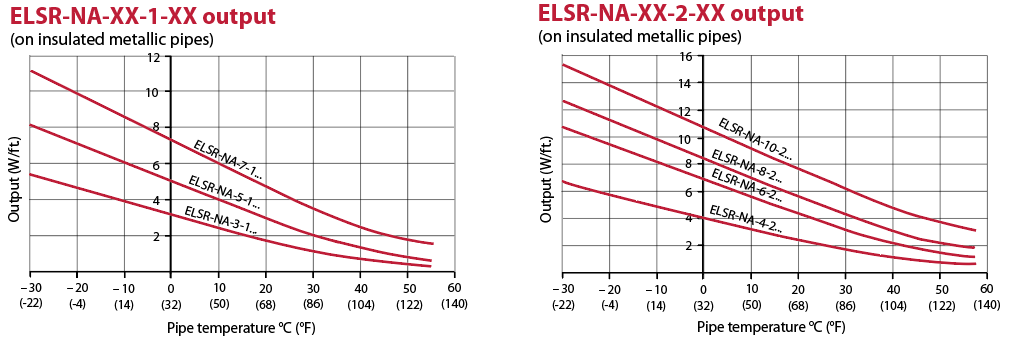 ELSR-NA-XX-1-XX output
(on insulated metallic pipes)
12
10
8
6
4
2
Output (W/ft.)
ELSR-NA-7-1...
ELSR-NA-5-1...
ELSR-NA-3-1...
–30 –20 –10 0 10 20 30 40 50 60
(-22) (-4) (14) (32) (50) (68) (86) (104) (122) (140)
Pipe temperature °C (°F)
ELSR-NA-XX-2-XX output
(on insulated metallic pipes)
16
14
12
10
8
6
4
2
Output (W/ft.)
ELSR-NA-10-2...
ELSR-NA-8-2...
ELSR-NA-6-2...
ELSR-NA-4-2...
–30 –20 –10 0 10 20 30 40 50 60
(-22) (-4) (14) (32) (50) (68) (86) (104) (122) (140)
Pipe temperature °C (°F)